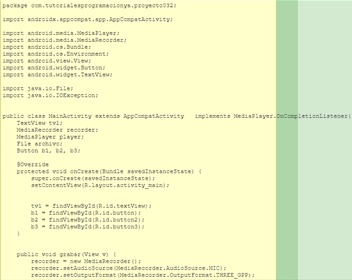 package com.tutorialesprogramacionya.proyecto032;
import androidx.appcompat.app.AppCompatActivity;
import android.media.MediaPlayer;
import android.media.MediaRecorder;
import android.os.Bundle;
import android.os.Environment;
import android.view.View;
import android.widget.Button;
import android.widget.TextView;
import java.io.File;
import java.io.IOException;
public class MainActivity extends AppCompatActivity implements MediaPlayer.OnCompletionListener{
TextView tv1;
MediaRecorder recorder;
MediaPlayer player;
File archivo;
Button b1, b2, b3;
@Override
protected void onCreate(Bundle savedInstanceState) {
super.onCreate(savedInstanceState);
setContentView(R.layout.activity_main);
tv1 = findViewById(R.id.textView);
b1 = findViewById(R.id.button);
b2 = findViewById(R.id.button2);
b3 = findViewById(R.id.button3);
}
public void grabar(View v) {
recorder = new MediaRecorder();
recorder.setAudioSource(MediaRecorder.AudioSource.MIC);
recorder.setOutputFormat(MediaRecorder.OutputFormat.THREE_GPP);